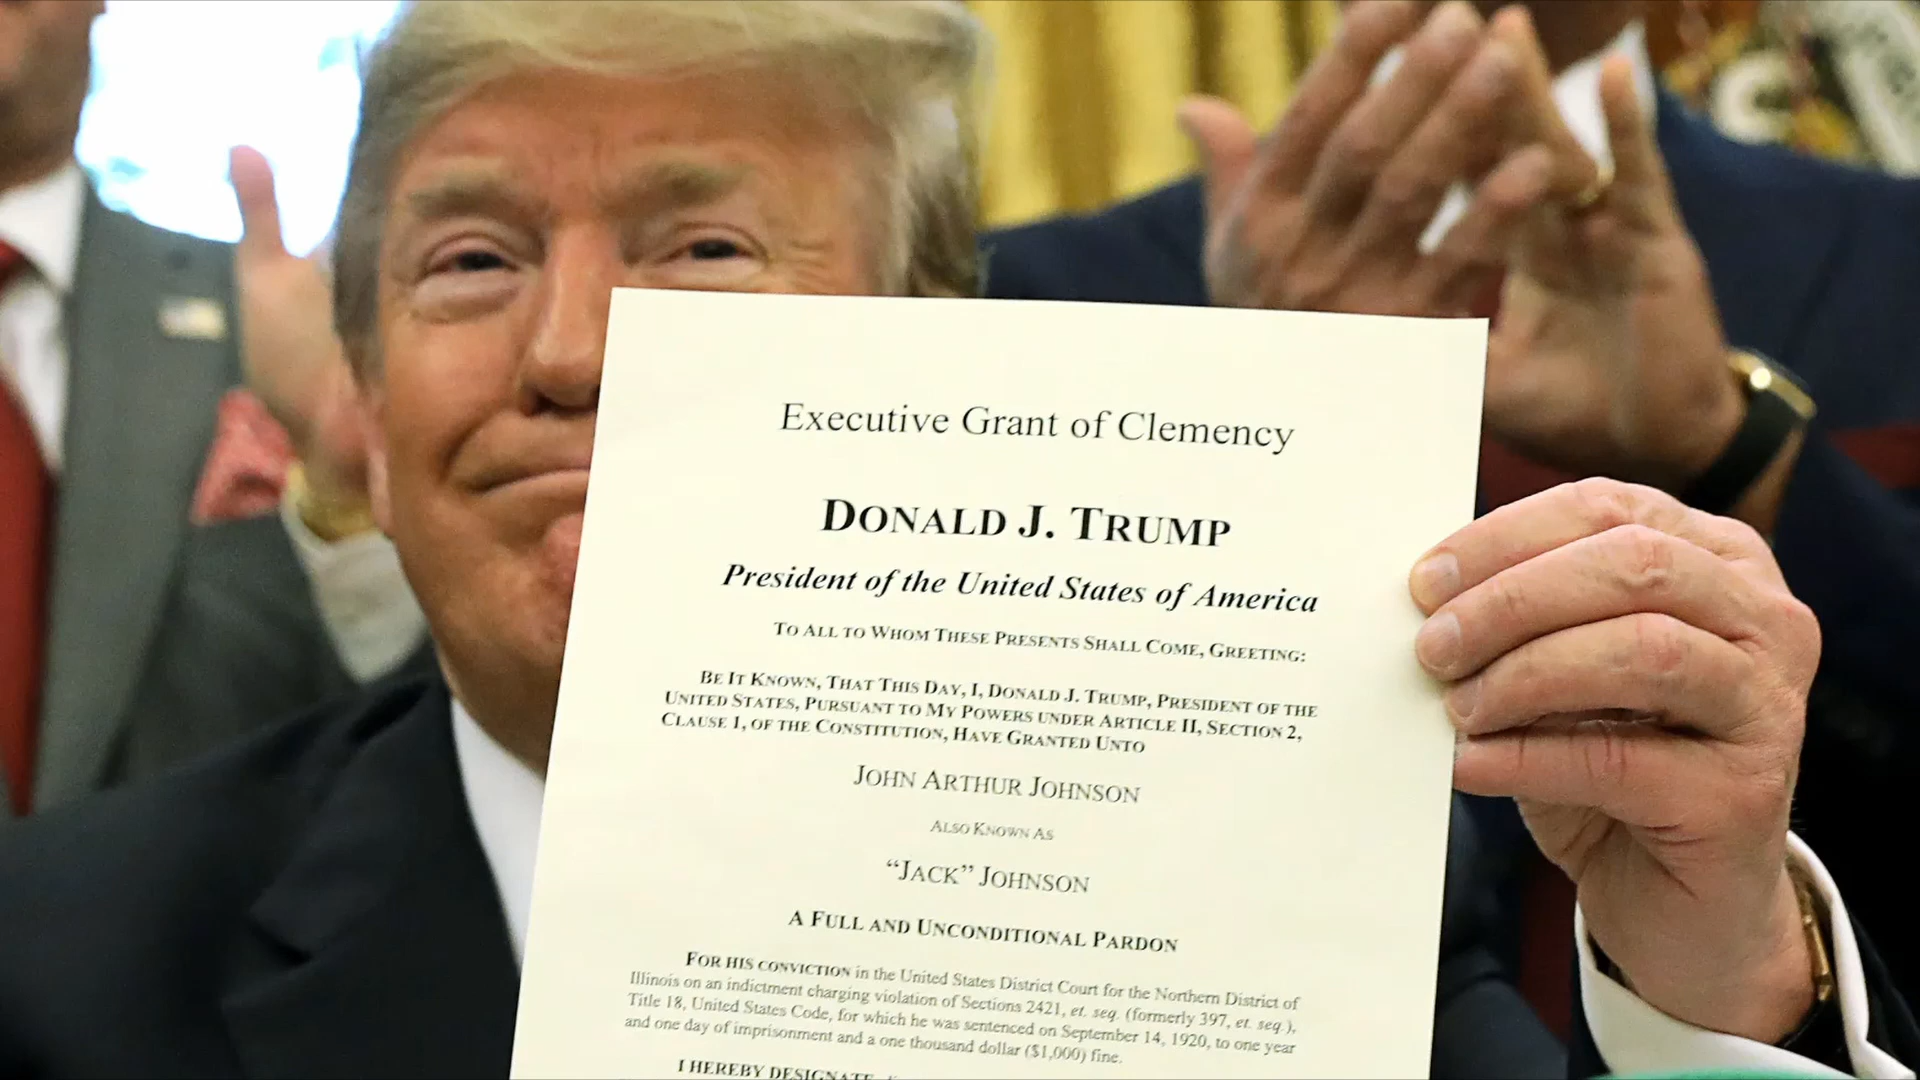 Executive Grant of Clemency
DONALD J. TRUMP
President of the United States of America
TO ALL TO WHOM THESE PRESENTS SHALL COME, GREETING:
BE IT KNOWN, THAT THIS DAY, I, DONALD J. TRUMP, PRESIDENT OF THE
UNITED STATES, PURSUANT TO MY POWERS UNDER ARTICLE II, SECTION 2,
CLAUSE 1, OF THE CONSTITUTION, HAVE GRANTED UNTO
JOHN ARTHUR JOHNSON
ALSO KNOWN AS
“JACK” JOHNSON
A FULL AND UNCONDITIONAL PARDON
FOR HIS CONVICTION in the United States District Court for the Northern District of
Illinois on an indictment charging violation of Sections 2421, et. seq. (formerly 397, et. seq.),
Title 18, United States Code, for which he was sentenced on September 14, 1920, to one year
and one day of imprisonment and a one thousand dollar ($1,000) fine.
I HEREBY DESIGNATE